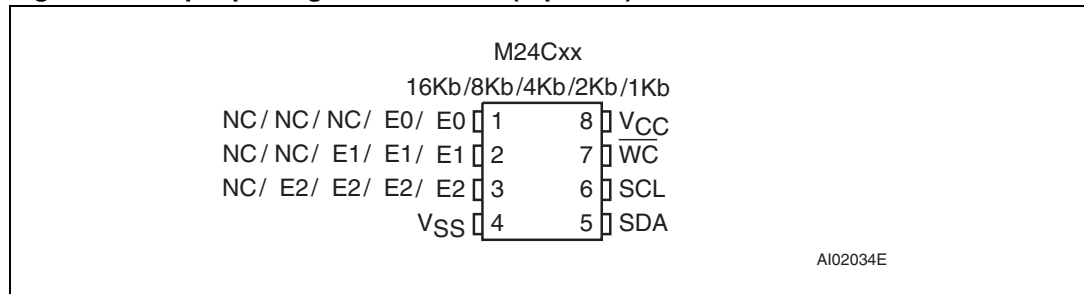 M24Cxx
16Kb/8Kb/4Kb/2Kb/1Kb
NC/ NC/ NC/ E0/ E0 1 8 VCC
NC/ NC/ E1/ E1/ E1 2 7 W̅C̅
NC/ E2/ E2/ E2/ E2 3 6 SCL
VSS 4 5 SDA
AI02034E